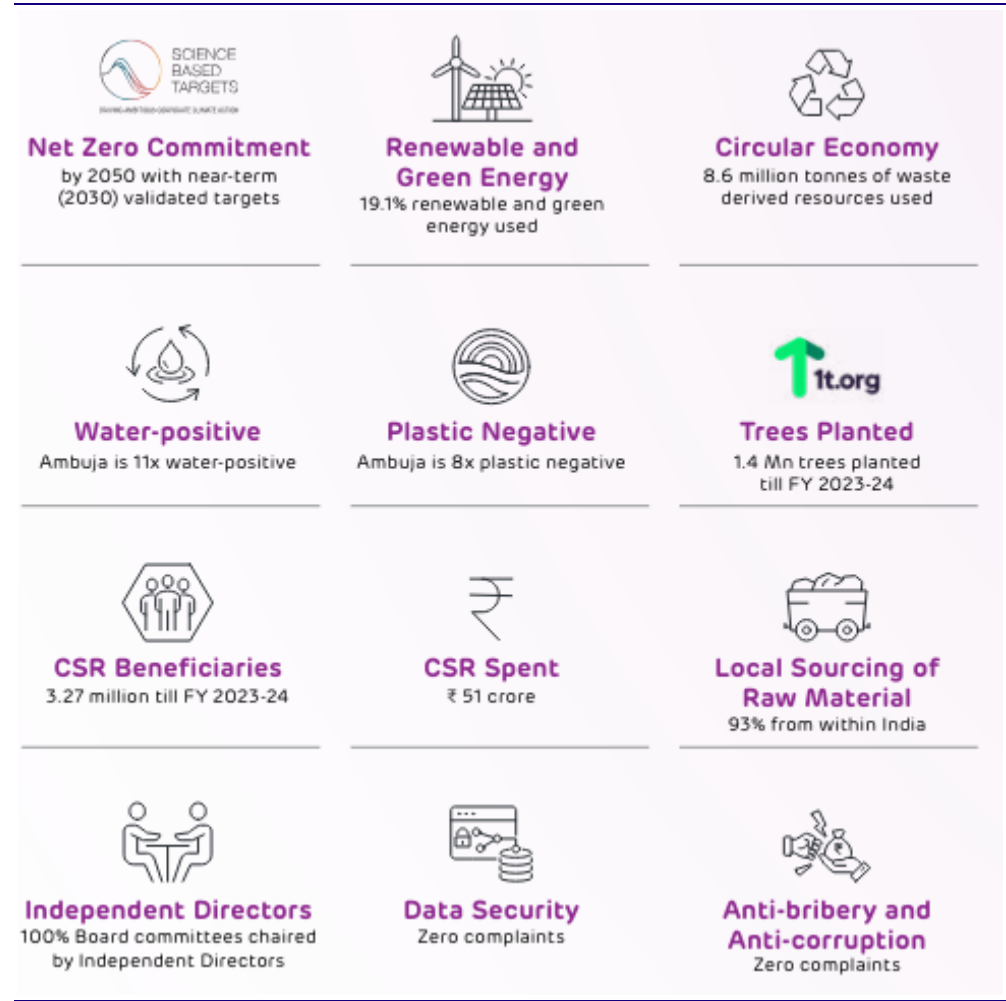 SCIENCE
BASED
TARGETS
DRIVING AMBITIOUS CORPORATE CLIMATE ACTION
Net Zero Commitment
by 2050 with near-term
(2030) validated targets
Renewable and
Green Energy
19.1% renewable and green
energy used
Circular Economy
8.6 million tonnes of waste
derived resources used
Water-positive
Ambuja is 11x water-positive
Plastic Negative
Ambuja is 8x plastic negative
1t.org
Trees Planted
1.4 Mn trees planted
till FY 2023-24
CSR Beneficiaries
3.27 million till FY 2023-24
₹
CSR Spent
₹ 51 crore
Local Sourcing of
Raw Material
93% from within India
Independent Directors
100% Board committees chaired
by Independent Directors
Data Security
Zero complaints
₹
Anti-bribery and
Anti-corruption
Zero complaints